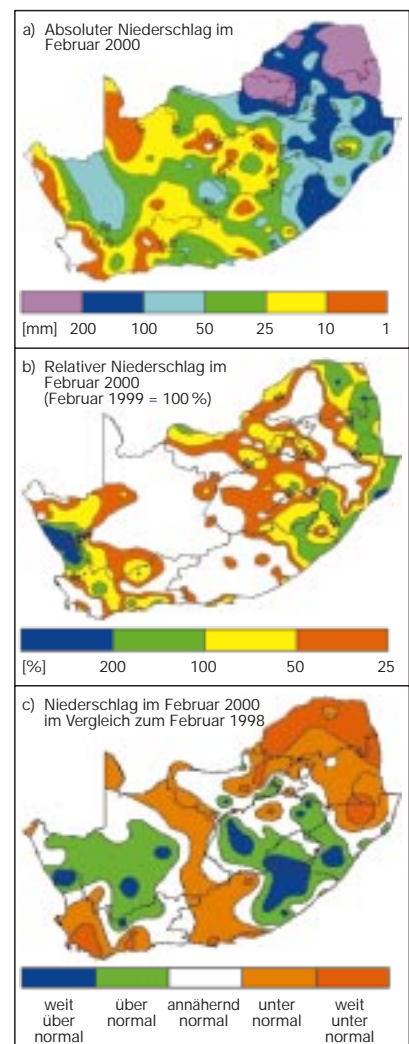 a) Absoluter Niederschlag im
Februar 2000
[mm] 200 100 50 25 10 1
b) Relativer Niederschlag im
Februar 2000
(Februar 1999 = 100 %)
[%] 200 100 50 25
c) Niederschlag im Februar 2000
im Vergleich zum Februar 1998
weit über normal
über normal
annähernd normal
unter normal
weit unter normal